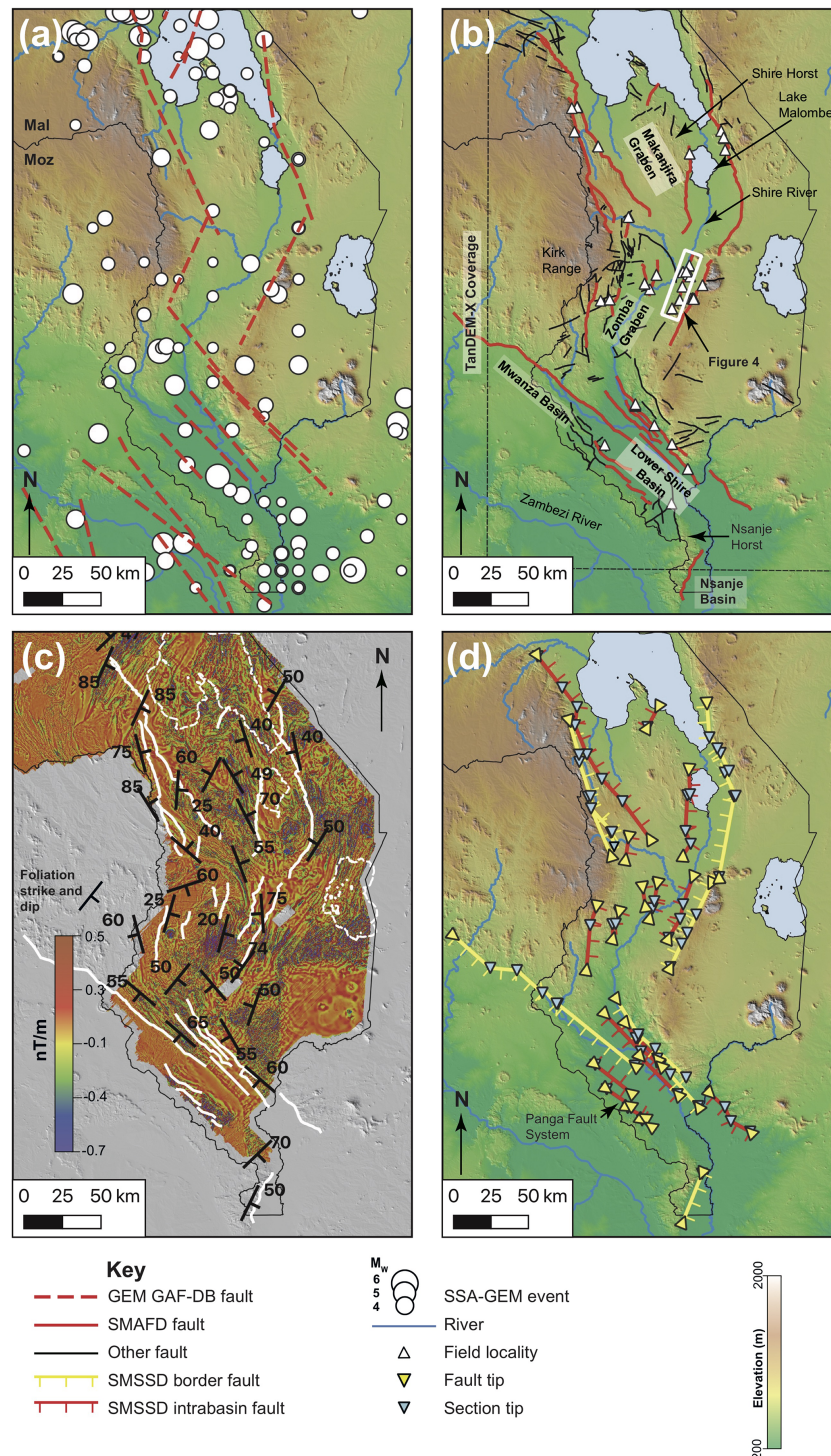 (a)
Mal
Moz
N
0 25 50 km
(b)
Shire Horst
Lake
Malombe
Makanjira
Graben
Shire River
Kirk
Range
TanDEM-X Coverage
Zomba
Graben
Figure 4
Mwanza Basin
Lower Shire
Basin
Zambezi River
N
Nsanje
Horst
0 25 50 km
Nsanje
Basin
(c)
47
N
85
85
50
40
40
75
60
49
85
25
70
40
50
55
Foliation
strike and
dip
60
25
75
60
20
74
0.5
50
50
55
50
-0.3
65
nT/m
-0.1
55
60
-0.4
70
-0.7
50
0 25 50 km
(d)
N
Panga Fault
System
0 25 50 km
Key
GEM GAF-DB fault
SMAFD fault
Other fault
SMSSD border fault
SMSSD intrabasin fault
Mw
6
5
4
SSA-GEM event
River
Field locality
Fault tip
Section tip
2000
Elevation (m)
200